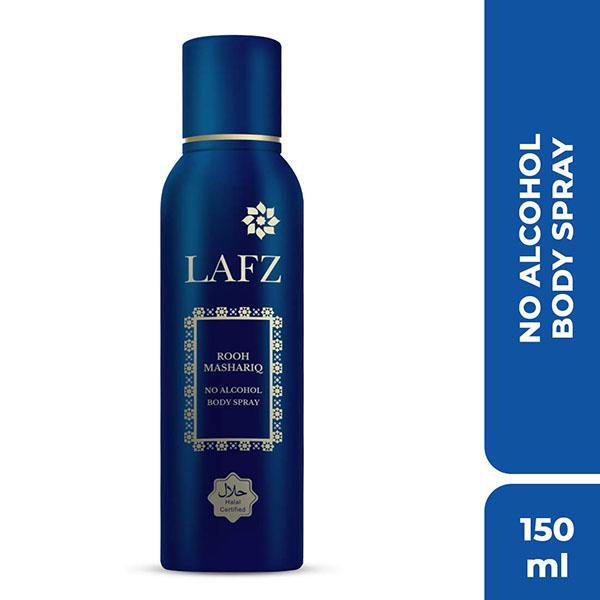 LAFZ
ROOH
MASHARIQ
NO ALCOHOL
BODY SPRAY
حلال
Halal
Certified
NO ALCOHOL
BODY SPRAY
150
ml